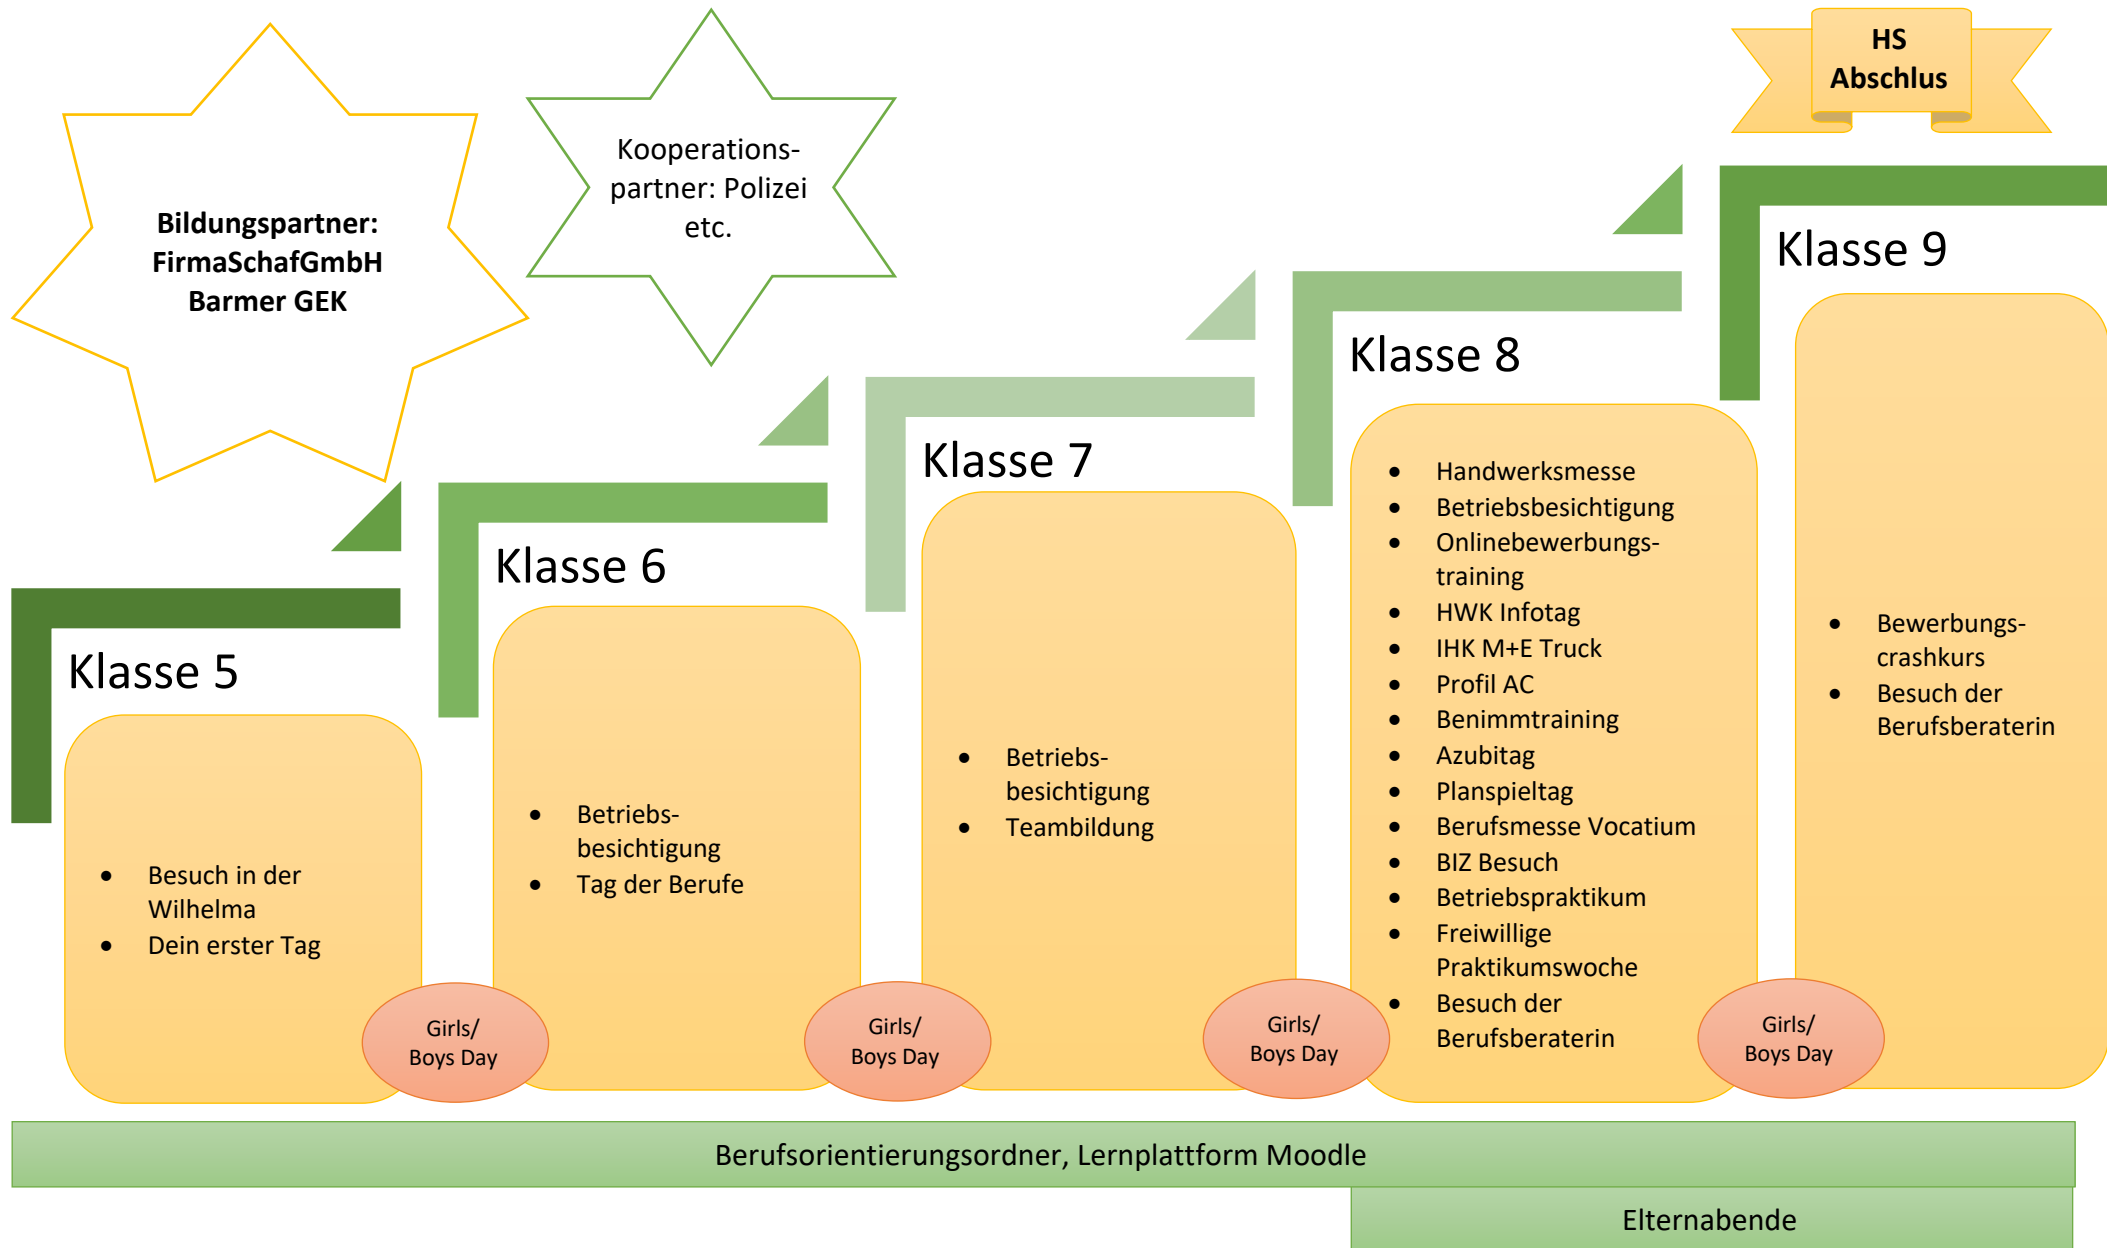 Bildungspartner:
FirmaSchafGmbH
Barmer GEK
Kooperations-
partner: Polizei
etc.
HS
Abschlus
Klasse 5
• Besuch in der
Wilhelma
• Dein erster Tag
Klasse 6
• Betriebs-
besichtigung
• Tag der Berufe
Klasse 7
• Betriebs-
besichtigung
• Teambildung
Klasse 8
• Handwerksmesse
• Betriebsbesichtigung
• Onlinebewerbungs-
training
• HWK Infotag
• IHK M+E Truck
• Profil AC
• Benimmtraining
• Azubitag
• Planspieltag
• Berufsmesse Vocatium
• BIZ Besuch
• Betriebspraktikum
• Freiwillige
Praktikumswoche
• Besuch der
Berufsberaterin
Klasse 9
• Bewerbungs-
crashkurs
• Besuch der
Berufsberaterin
Girls/
Boys Day
Girls/
Boys Day
Girls/
Boys Day
Girls/
Boys Day
Berufsorientierungsordner, Lernplattform Moodle
Elternabende